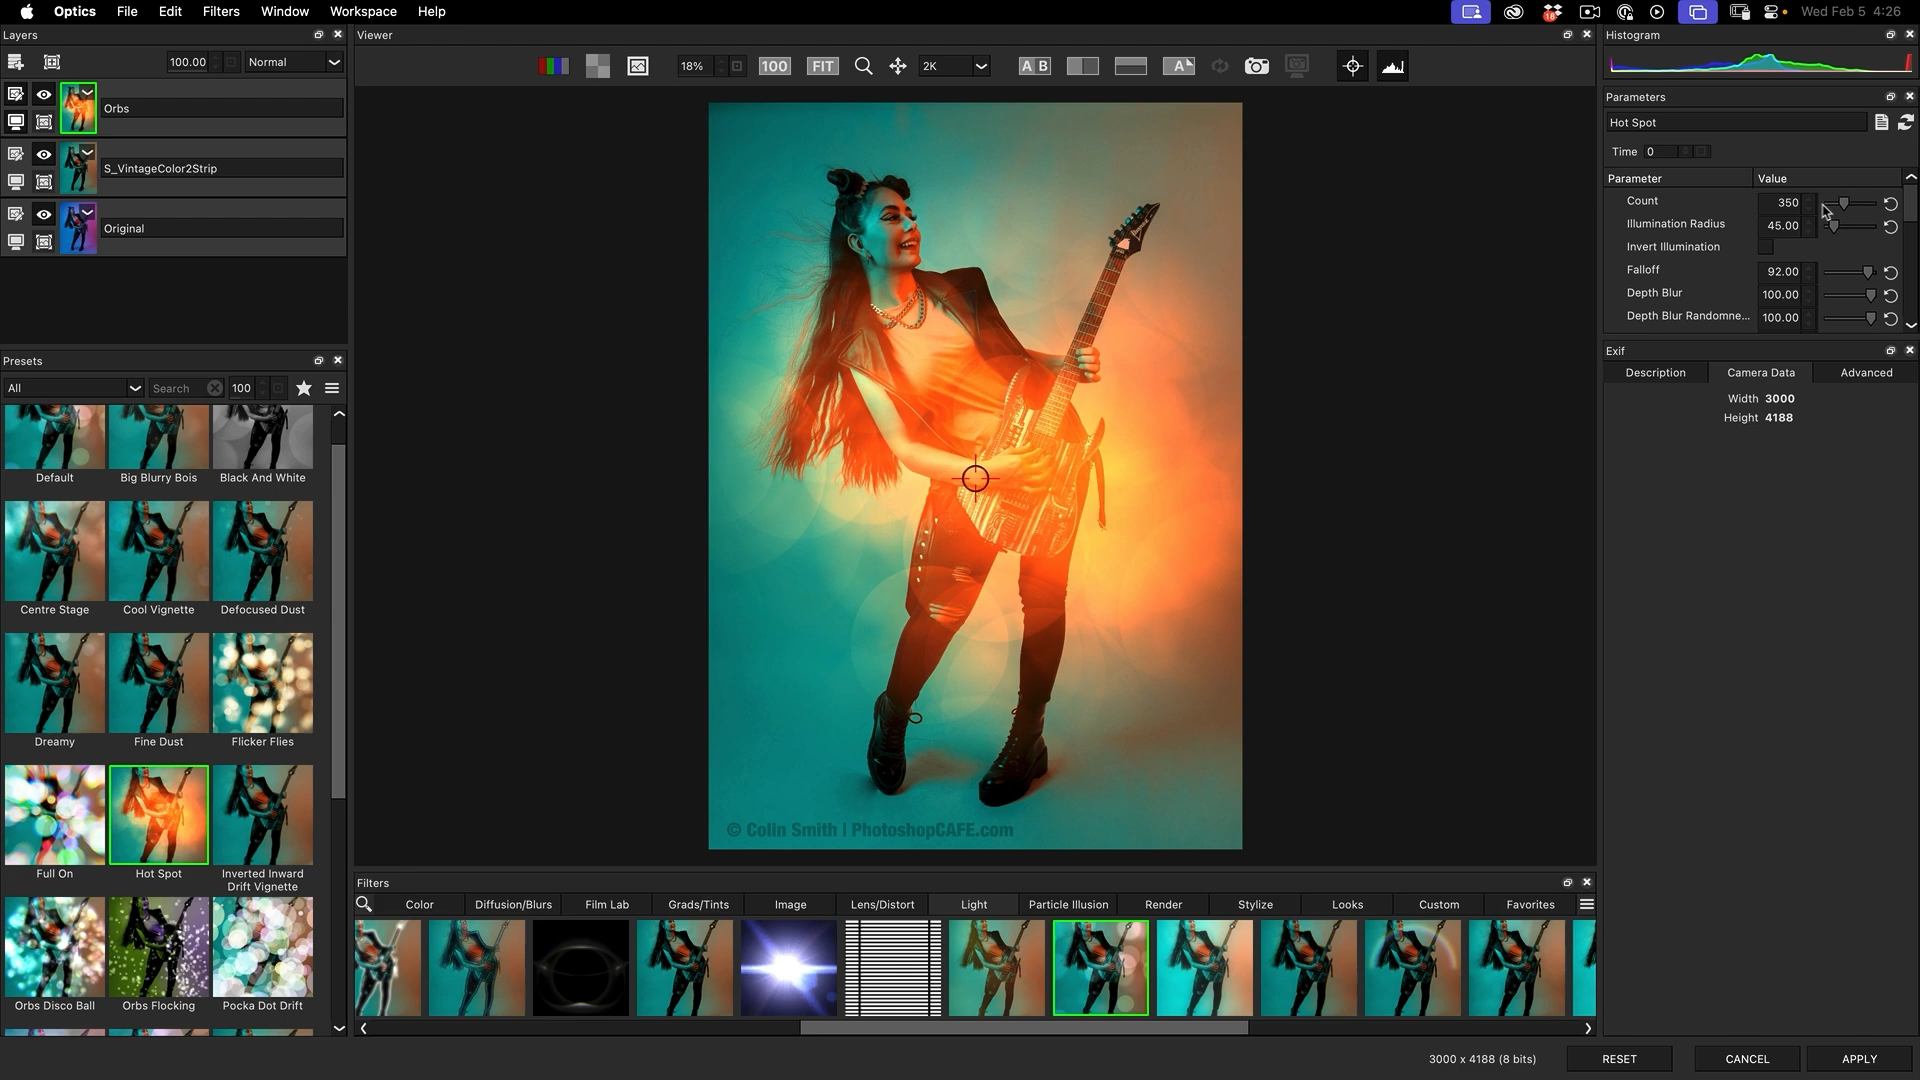 Optics File Edit Filters Window Workspace Help
18
Wed Feb 5 4:26
Layers
100.00 Normal
Orbs
S_VintageColor2Strip
Original
Presets
All Search 100
Default Big Blurry Bois Black And White
Centre Stage Cool Vignette Defocused Dust
Dreamy Fine Dust Flicker Flies
Full On Hot Spot Inverted Inward
Drift Vignette
Orbs Disco Ball Orbs Flocking Pocka Dot Drift
Viewer
18% 100 FIT 2K A B A
© Colin Smith | PhotoshopCAFE.com
Filters
Color Diffusion/Blurs Film Lab Grads/Tints Image Lens/Distort Light Particle Illusion Render Stylize Looks Custom Favorites
Histogram
Parameters
Hot Spot
Time 0
Parameter Value
Count 350
Illumination Radius 45.00
Invert Illumination
Falloff 92.00
Depth Blur 100.00
Depth Blur Randomne... 100.00
Exif
Description Camera Data Advanced
Width 3000
Height 4188
3000 x 4188 (8 bits) RESET CANCEL APPLY